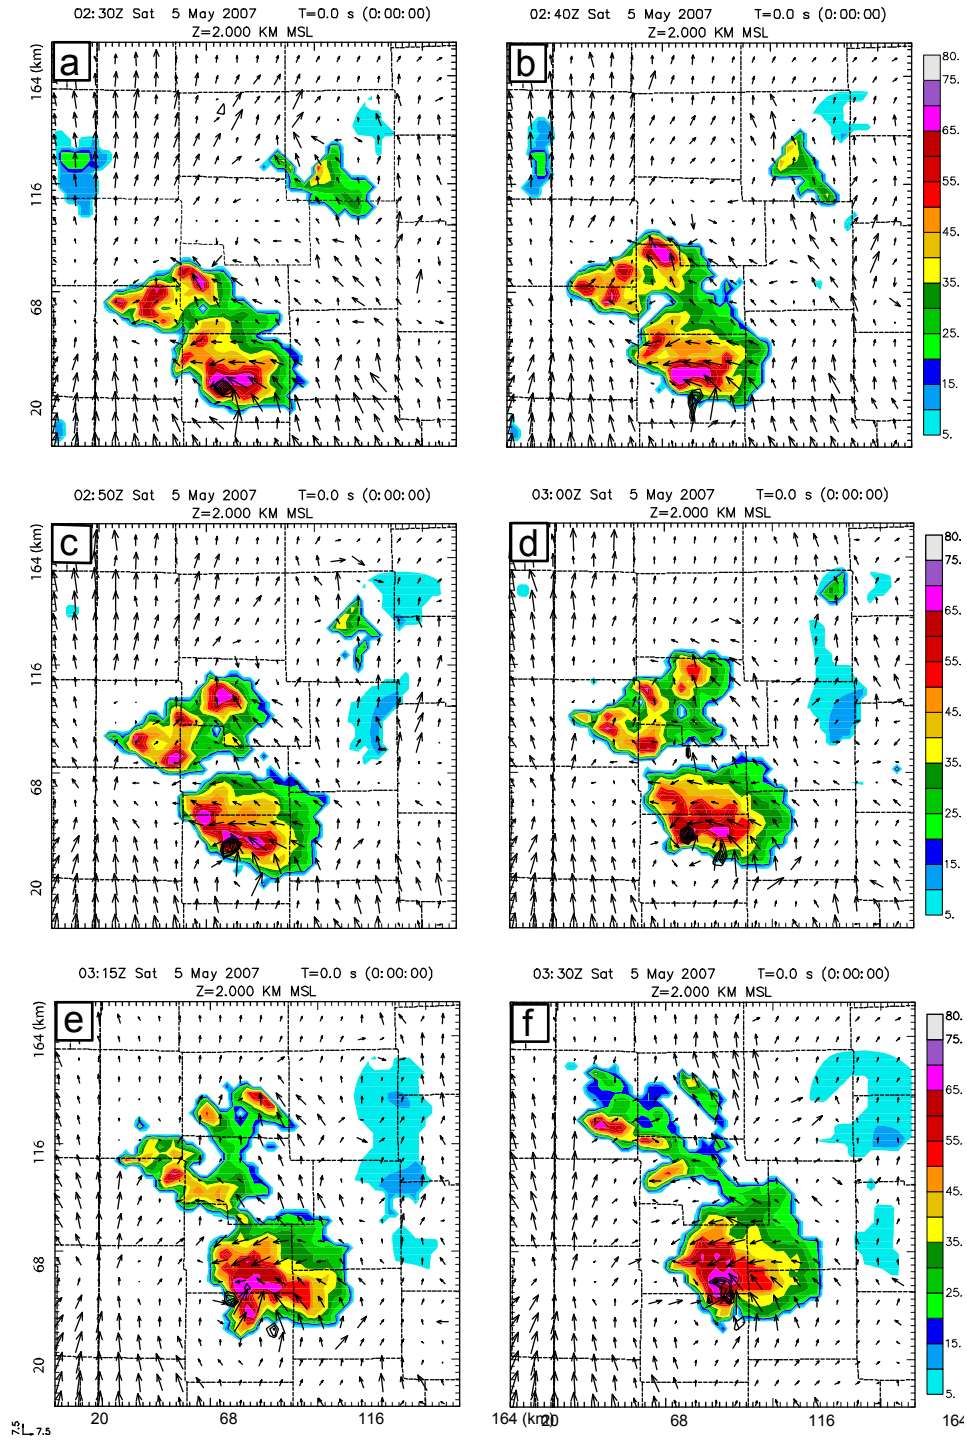 02:30Z Sat 5 May 2007 T=0.0 s (0:00:00)
Z=2.000 KM MSL
a
164 (km)
116
68
20
02:40Z Sat 5 May 2007 T=0.0 s (0:00:00)
Z=2.000 KM MSL
b
80.
75.
65.
55.
45.
35.
25.
15.
5.
02:50Z Sat 5 May 2007 T=0.0 s (0:00:00)
Z=2.000 KM MSL
c
164 (km)
116
68
20
03:00Z Sat 5 May 2007 T=0.0 s (0:00:00)
Z=2.000 KM MSL
d
80.
75.
65.
55.
45.
35.
25.
15.
5.
03:15Z Sat 5 May 2007 T=0.0 s (0:00:00)
Z=2.000 KM MSL
e
164 (km)
116
68
20
20 68 116 164 (km)
03:30Z Sat 5 May 2007 T=0.0 s (0:00:00)
Z=2.000 KM MSL
f
80.
75.
65.
55.
45.
35.
25.
15.
5.
20 68 116 164
7.5
7.5